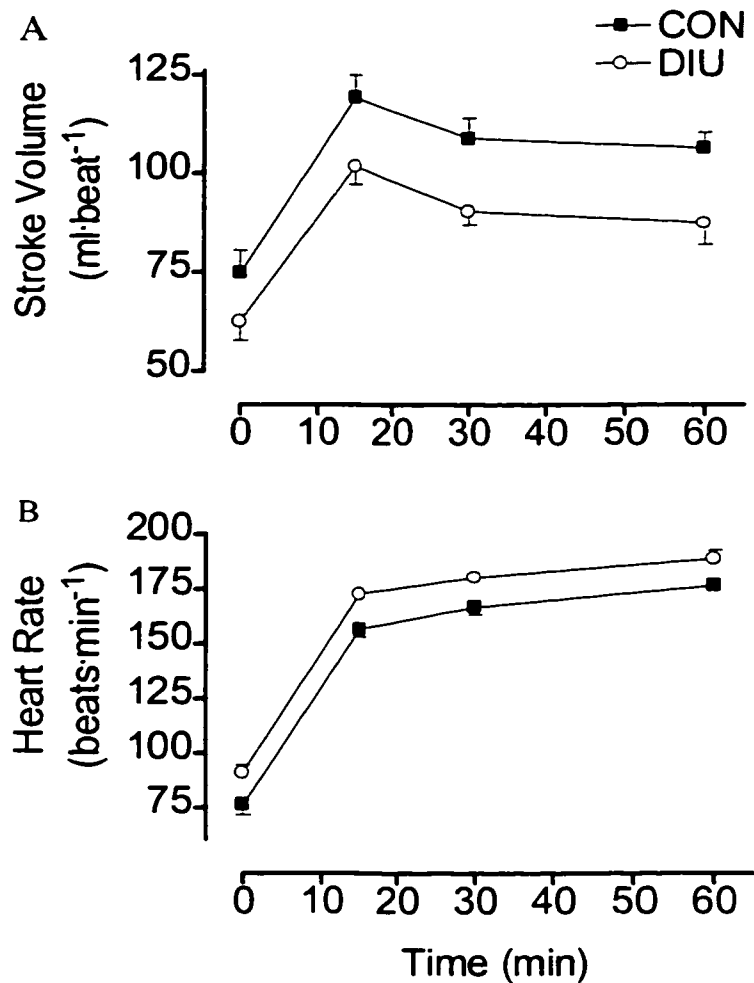 A
CON
DIU
Stroke Volume
(ml·beat⁻¹)
125
100
75
50
0 10 20 30 40 50 60
B
Heart Rate
(beats·min⁻¹)
200
175
150
125
100
75
0 10 20 30 40 50 60
Time (min)